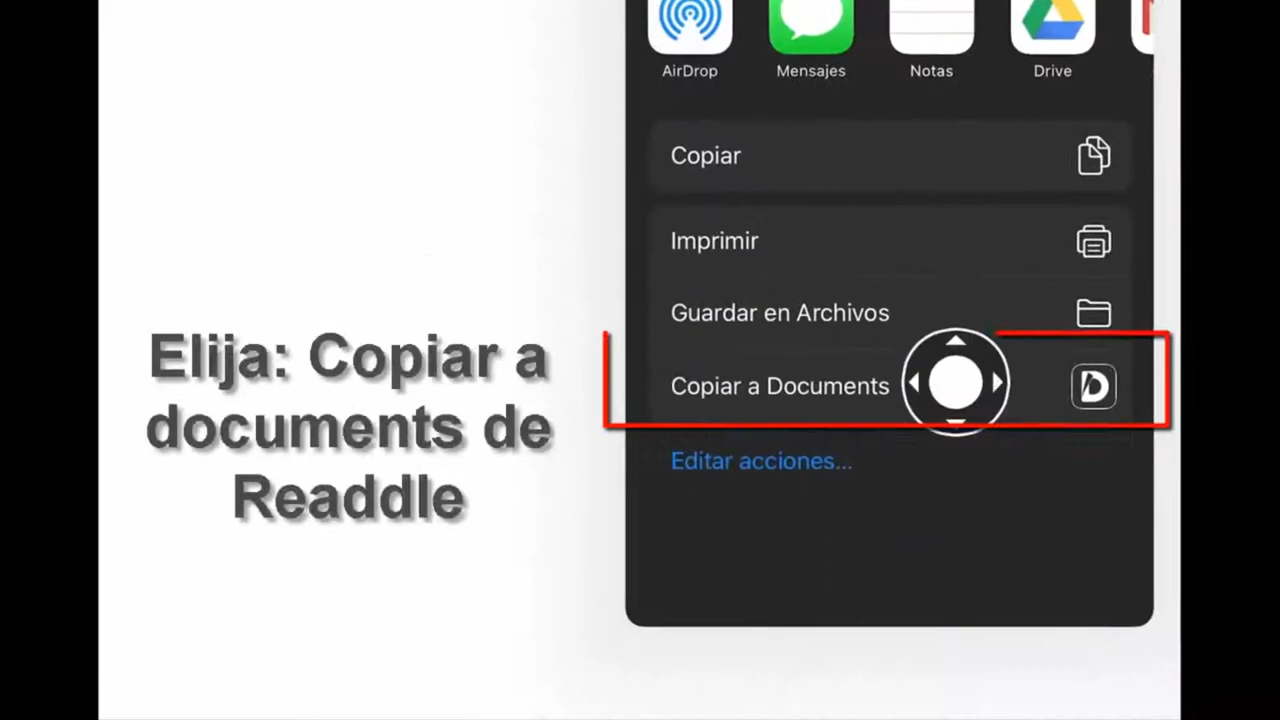 AirDrop
Mensajes
Notas
Drive
Copiar
Imprimir
Guardar en Archivos
Copiar a Documents
Editar acciones...
Elija: Copiar a
documents de
Readdle